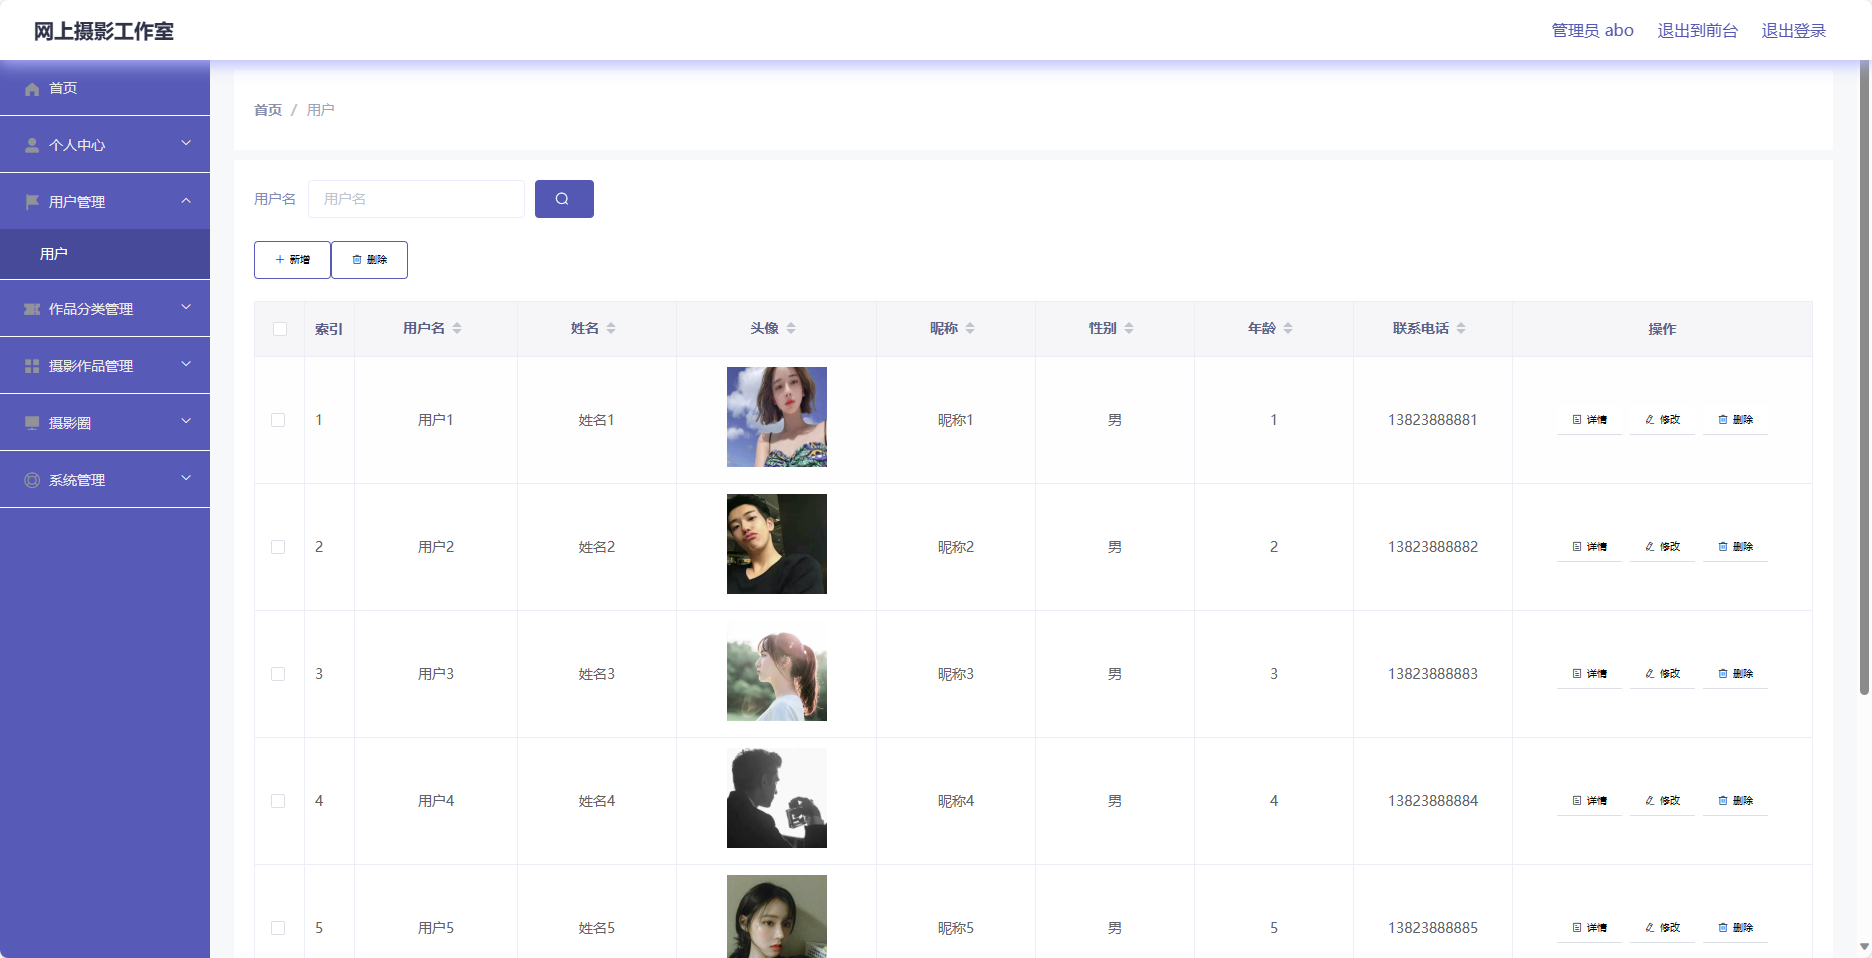 网上摄影工作室
管理员 abo 退出到前台 退出登录
首页
个人中心
用户管理
用户
作品分类管理
摄影作品管理
摄影圈
系统管理
首页 / 用户
用户名 用户名
新增 删除
索引 用户名 姓名 头像 昵称 性别 年龄 联系电话 操作
1 用户1 姓名1 昵称1 男 1 13823888881 详情 修改 删除
2 用户2 姓名2 昵称2 男 2 13823888882 详情 修改 删除
3 用户3 姓名3 昵称3 男 3 13823888883 详情 修改 删除
4 用户4 姓名4 昵称4 男 4 13823888884 详情 修改 删除
5 用户5 姓名5 昵称5 男 5 13823888885 详情 修改 删除